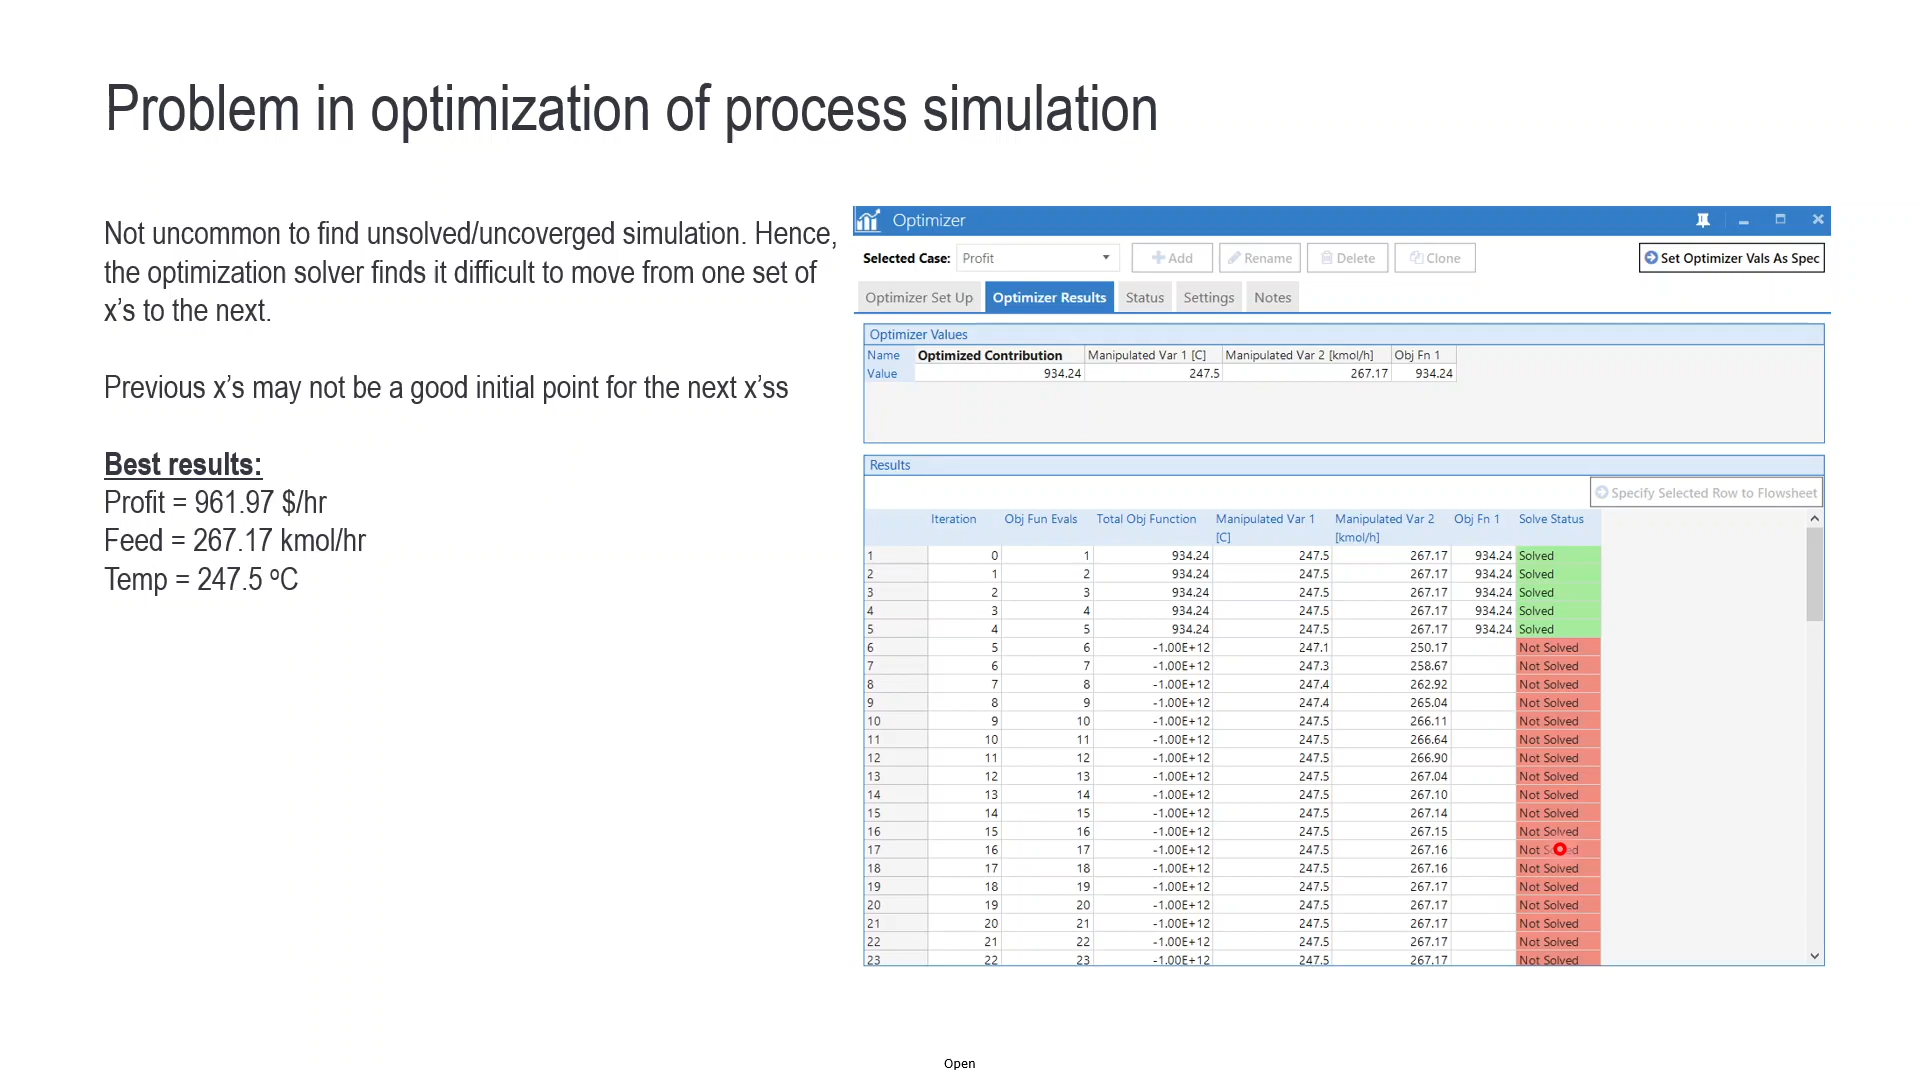 Problem in optimization of process simulation
Not uncommon to find unsolved/uncoverged simulation. Hence,
the optimization solver finds it difficult to move from one set of
x's to the next.
Previous x's may not be a good initial point for the next x'ss
Best results:
Profit = 961.97 $/hr
Feed = 267.17 kmol/hr
Temp = 247.5 ºC
Optimizer
Selected Case: Profit Add Rename Delete Clone Set Optimizer Vals As Spec
Optimizer Set Up Optimizer Results Status Settings Notes
Optimizer Values
Name Optimized Contribution Manipulated Var 1 [C] Manipulated Var 2 [kmol/h] Obj Fn 1
Value 934.24 247.5 267.17 934.24
Results
Specify Selected Row to Flowsheet
Iteration Obj Fun Evals Total Obj Function Manipulated Var 1 Manipulated Var 2 Obj Fn 1 Solve Status
[C] [kmol/h]
1 0 1 934.24 247.5 267.17 934.24 Solved
2 1 2 934.24 247.5 267.17 934.24 Solved
3 2 3 934.24 247.5 267.17 934.24 Solved
4 3 4 934.24 247.5 267.17 934.24 Solved
5 4 5 934.24 247.5 267.17 934.24 Solved
6 5 6 -1.00E+12 247.1 250.17 Not Solved
7 6 7 -1.00E+12 247.3 258.67 Not Solved
8 7 8 -1.00E+12 247.4 262.92 Not Solved
9 8 9 -1.00E+12 247.4 265.04 Not Solved
10 9 10 -1.00E+12 247.5 266.11 Not Solved
11 10 11 -1.00E+12 247.5 266.64 Not Solved
12 11 12 -1.00E+12 247.5 266.90 Not Solved
13 12 13 -1.00E+12 247.5 267.04 Not Solved
14 13 14 -1.00E+12 247.5 267.10 Not Solved
15 14 15 -1.00E+12 247.5 267.14 Not Solved
16 15 16 -1.00E+12 247.5 267.15 Not Solved
17 16 17 -1.00E+12 247.5 267.16 Not Solved
18 17 18 -1.00E+12 247.5 267.16 Not Solved
19 18 19 -1.00E+12 247.5 267.17 Not Solved
20 19 20 -1.00E+12 247.5 267.17 Not Solved
21 20 21 -1.00E+12 247.5 267.17 Not Solved
22 21 22 -1.00E+12 247.5 267.17 Not Solved
23 22 23 -1.00E+12 247.5 267.17 Not Solved
Open